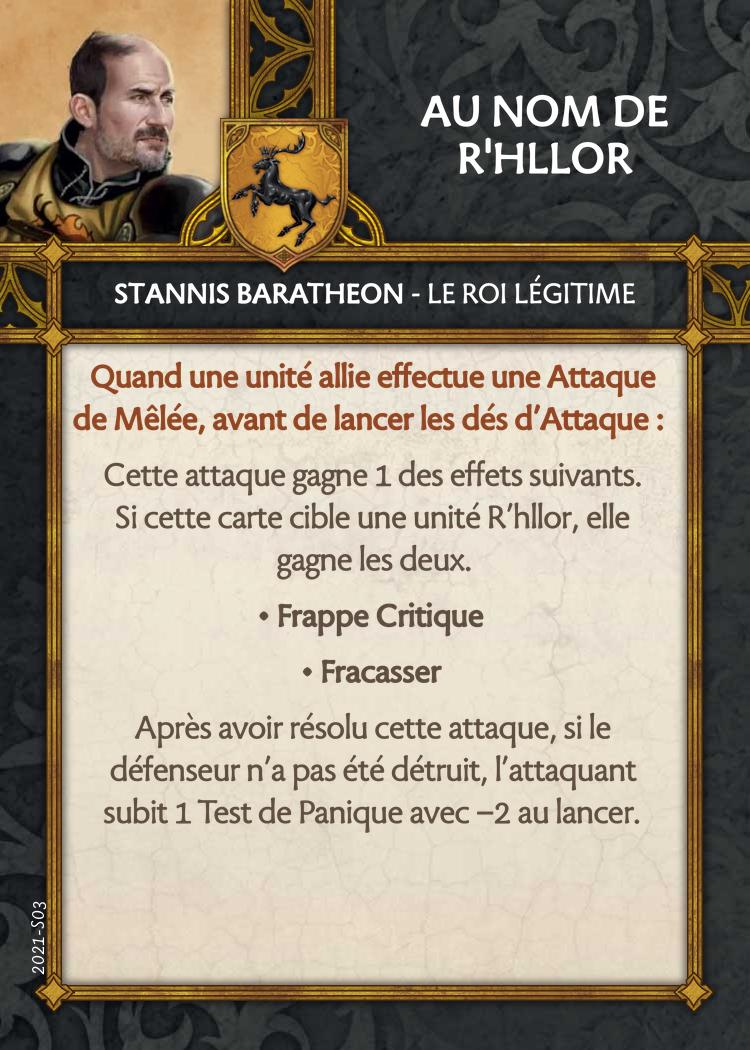 AU NOM DE
R'HLLOR
STANNIS BARATHEON - LE ROI LÉGITIME
Quand une unité allie effectue une Attaque
de Mêlée, avant de lancer les dés d’Attaque :
Cette attaque gagne 1 des effets suivants.
Si cette carte cible une unité R’hllor, elle
gagne les deux.
• Frappe Critique
• Fracasser
Après avoir résolu cette attaque, si le
défenseur n’a pas été détruit, l’attaquant
subit 1 Test de Panique avec –2 au lancer.
2021-S03